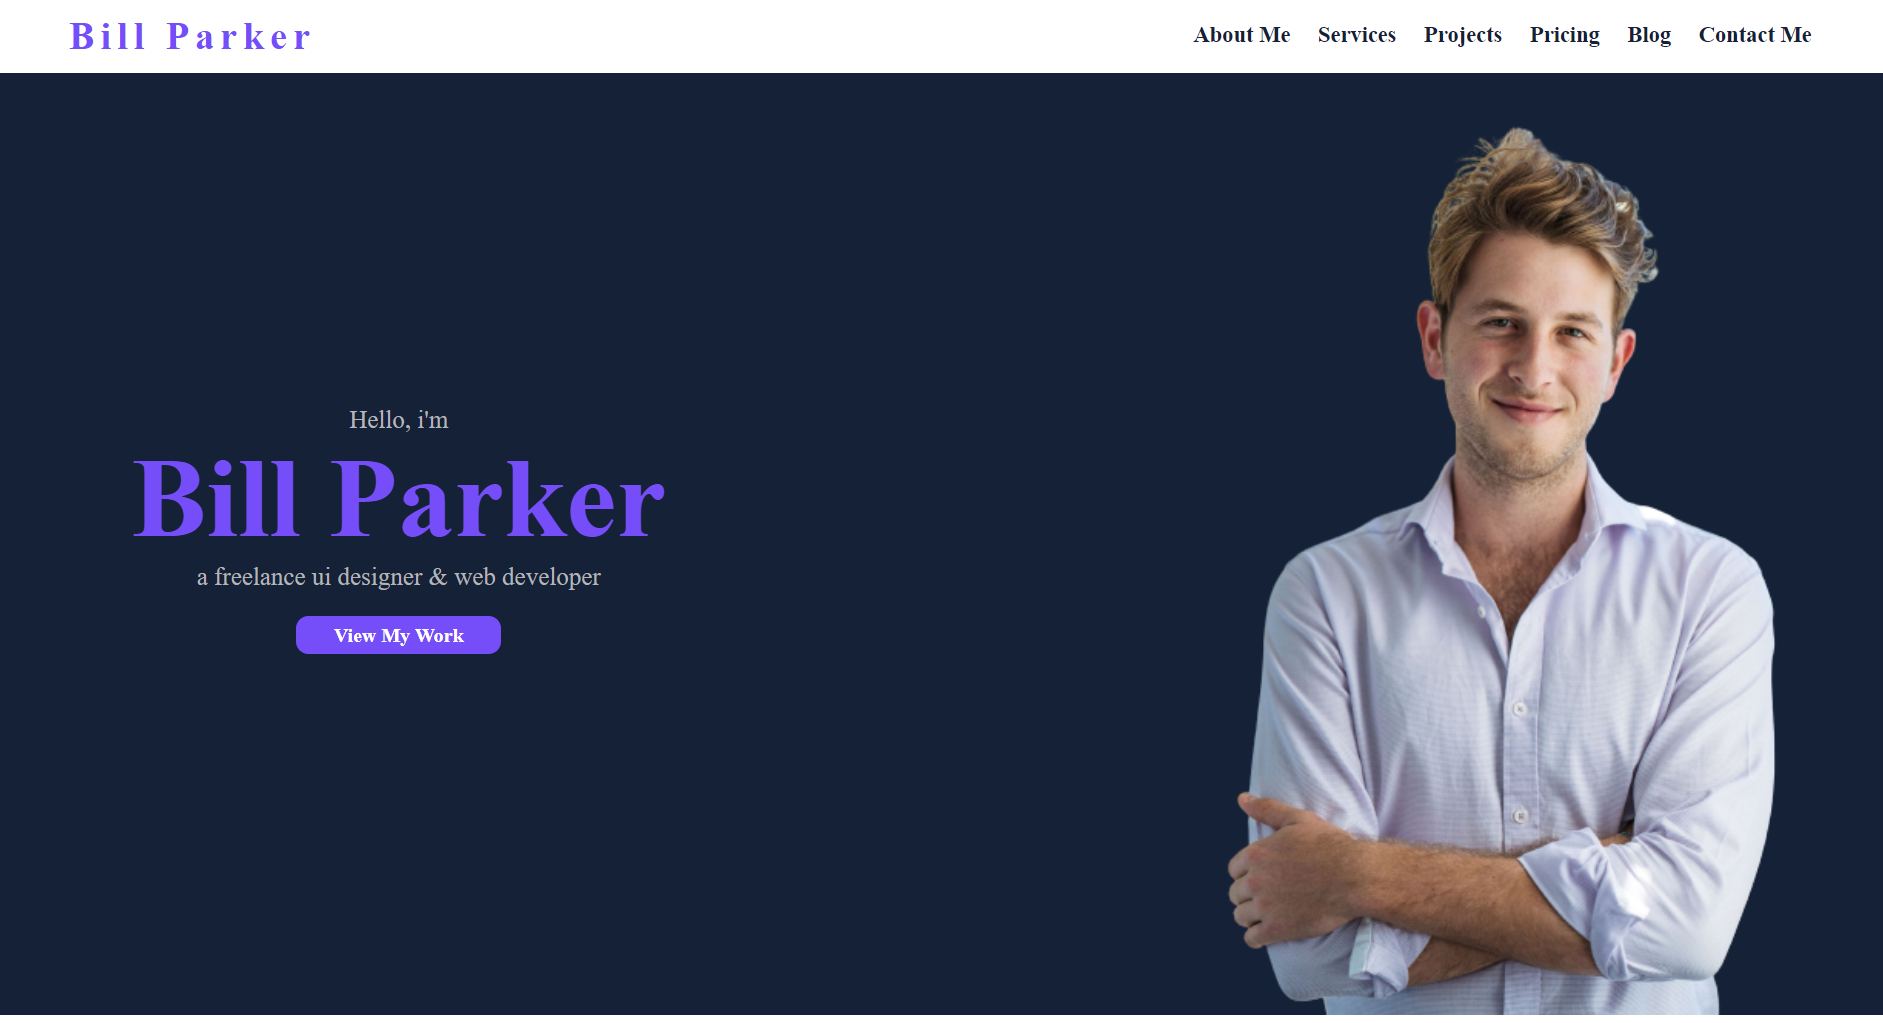 Bill Parker
About Me Services Projects Pricing Blog Contact Me
Hello, i'm
Bill Parker
a freelance ui designer & web developer
View My Work